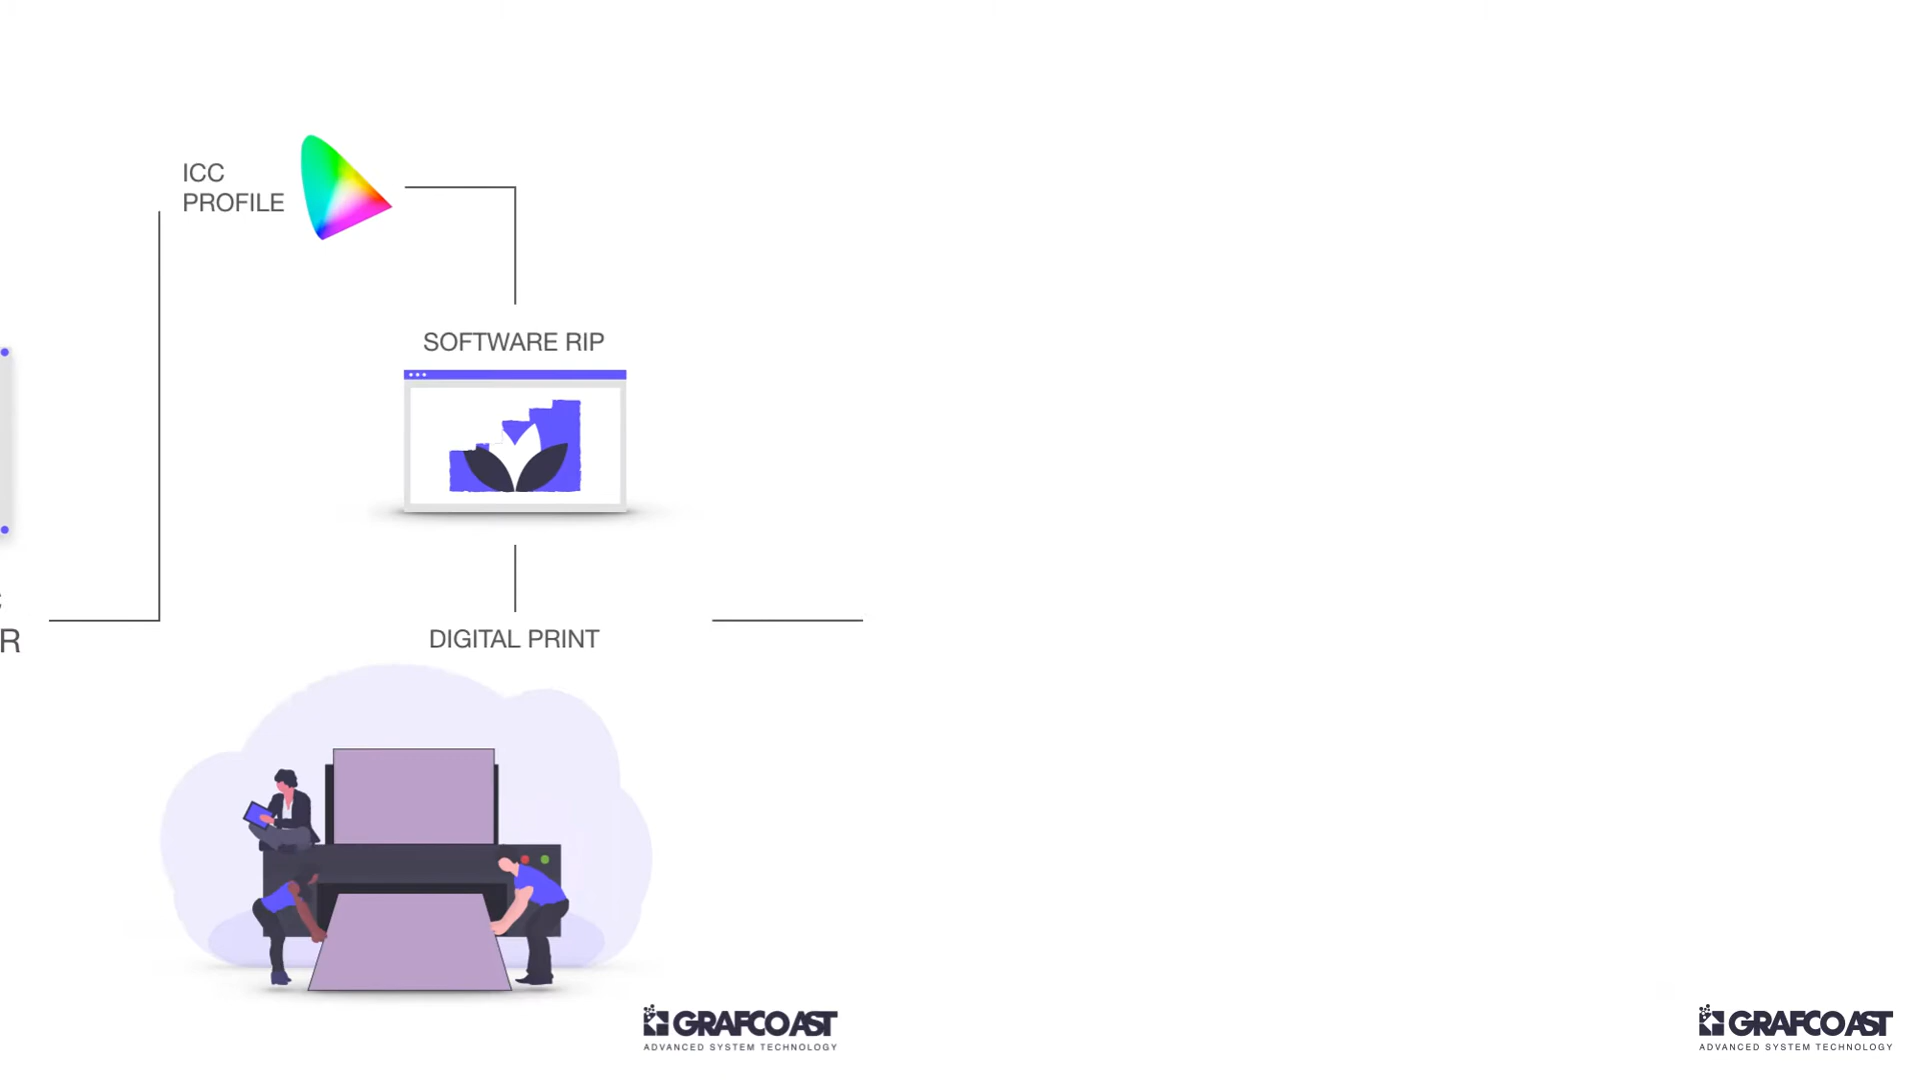 ICC
PROFILE
SOFTWARE RIP
R
DIGITAL PRINT
GRAFCOAST
ADVANCED SYSTEM TECHNOLOGY
GRAFCOAST
ADVANCED SYSTEM TECHNOLOGY